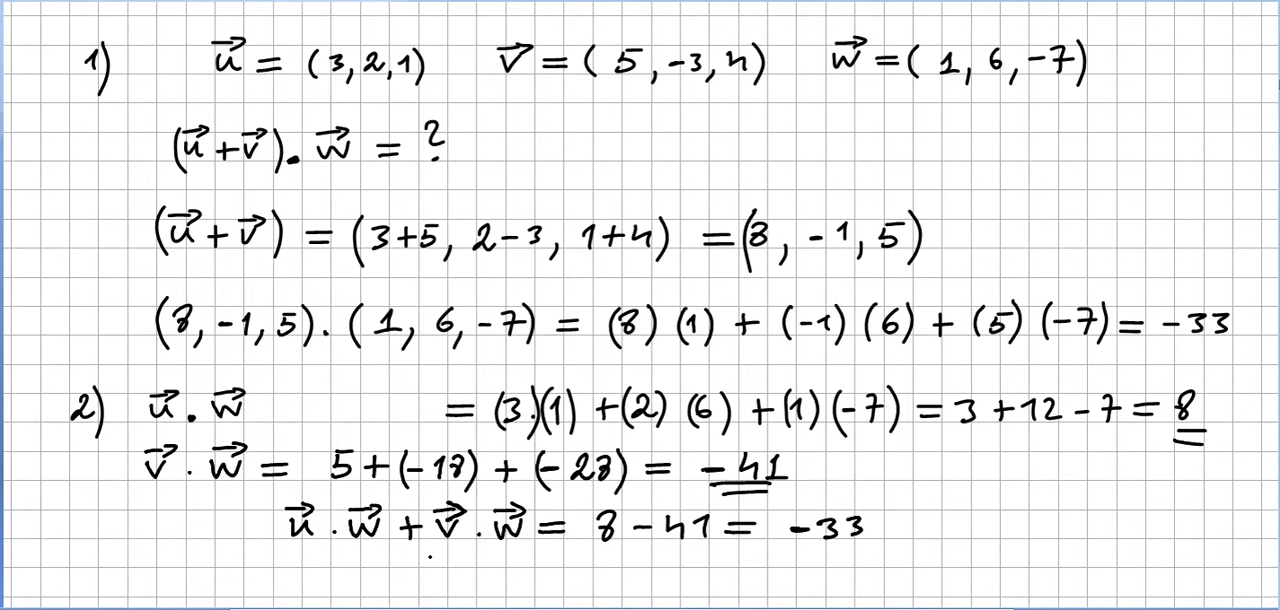 1) u⃗ = (3,2,1) v⃗ = ( 5 , -3, 4) w⃗ = ( 1, 6, -7)
(u⃗ + v⃗ ). w⃗ = ?
(u⃗ + v⃗ ) = (3+5, 2-3, 1+4) = (8, -1, 5)
(8, -1, 5). ( 1, 6, -7) = (8) (1) + (-1) (6) + (5) (-7) = -33
2) u⃗ . w⃗ = (3.)(1) +(2) (6) +(1) (-7) = 3 +12 -7 = 8
v⃗ . w⃗ = 5 + (-18) + (-28) = -41
u⃗ . w⃗ + v⃗ . w⃗ = 8 - 41 = -33